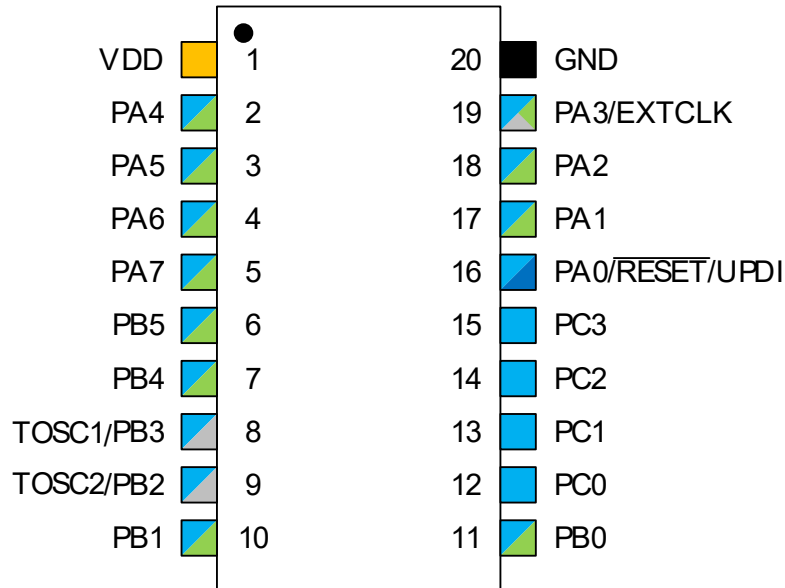 VDD 1 20 GND
PA4 2 19 PA3/EXTCLK
PA5 3 18 PA2
PA6 4 17 PA1
PA7 5 16 PA0/RESET/UPDI
PB5 6 15 PC3
PB4 7 14 PC2
TOSC1/PB3 8 13 PC1
TOSC2/PB2 9 12 PC0
PB1 10 11 PB0